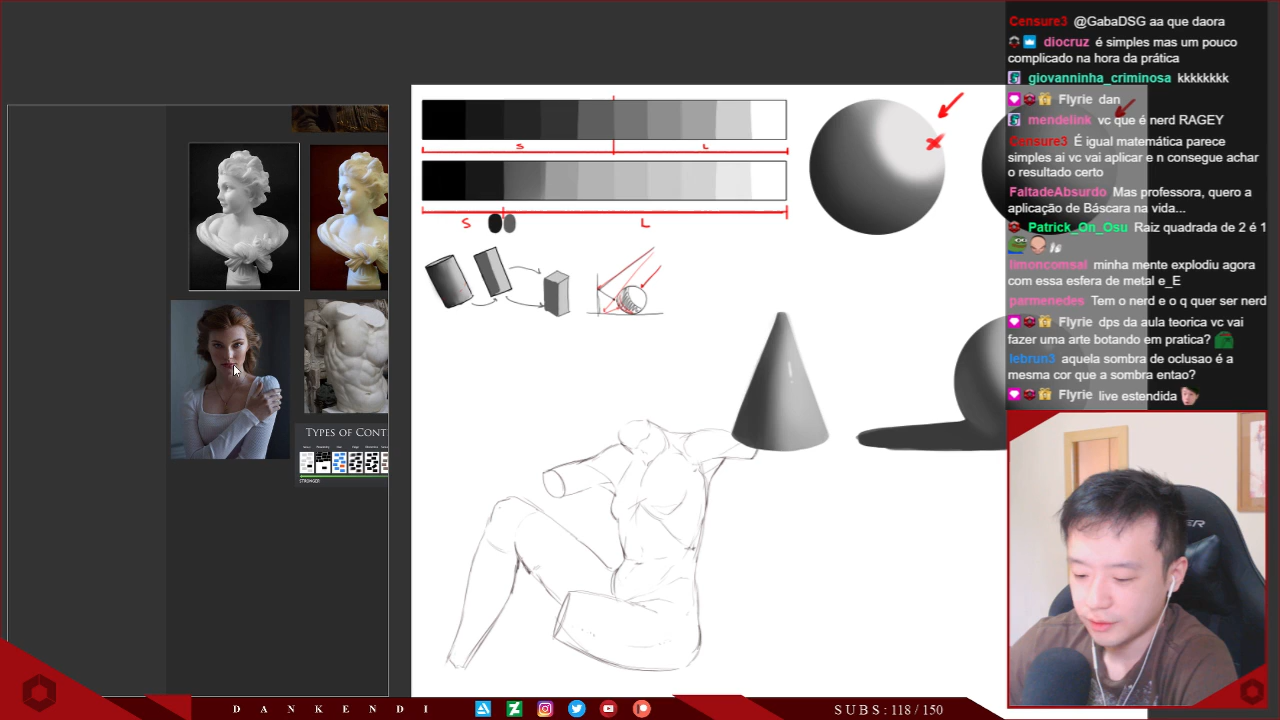 Censure3 @GabaDSG aa que daora
diocruz é simples mas um pouco
complicado na hora da prática
giovanninha_criminosa kkkkkkkk
Flyrie dan
mendelink vc que é nerd RAGEY
Censure3 É igual matemática parece
simples ai vc vai aplicar e n consegue achar
o resultado certo
FaltadeAbsurdo Mas professora, quero a
aplicação de Báscara na vida...
Patrick_On_Osu Raiz quadrada de 2 é 1
limoncomsal minha mente explodiu agora
com essa esfera de metal e_E
parmenedes Tem o nerd e o q quer ser nerd
Flyrie dps da aula teorica vc vai
fazer uma arte botando em pratica?
lebrun3 aquela sombra de oclusao é a
mesma cor que a sombra entao?
Flyrie live estendida
S L
S L
TYPES OF CONT
STRONGER
DANKENDI
SUBS: 118 / 150